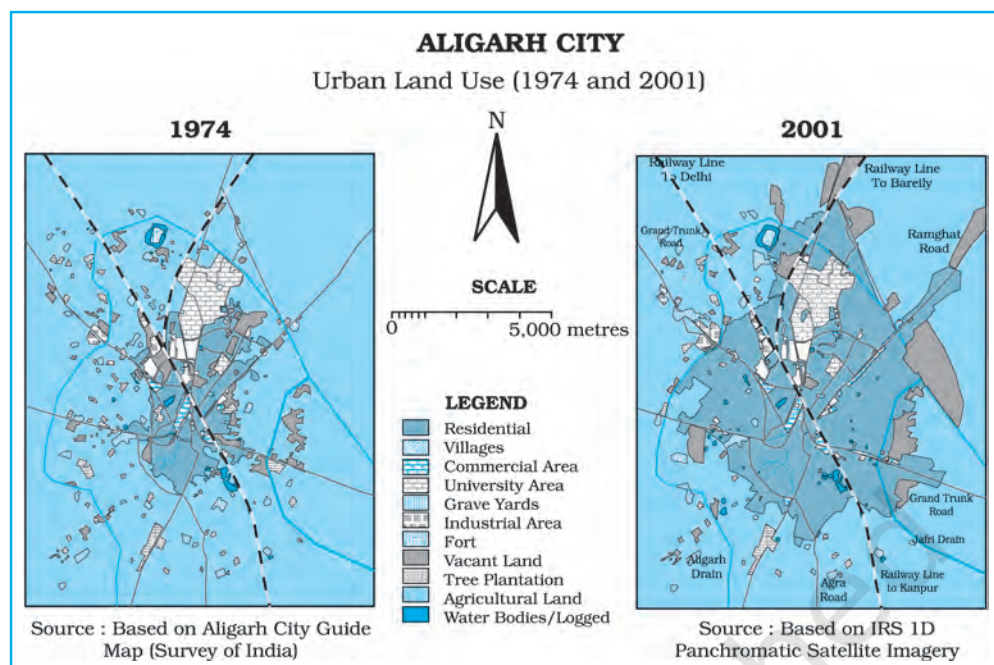 ALIGARH CITY
Urban Land Use (1974 and 2001)
1974
N
2001
Railway Line
To Delhi
Railway Line
To Bareily
Grand Trunk
Road
Ramghat
Road
SCALE
0 5,000 metres
LEGEND
Residential
Villages
Commercial Area
University Area
Grave Yards
Industrial Area
Fort
Vacant Land
Tree Plantation
Agricultural Land
Water Bodies/Logged
Grand Trunk
Road
Jafri Drain
Aligarh
Drain
Agra
Road
Railway Line
to Kanpur
Source : Based on Aligarh City Guide
Map (Survey of India)
Source : Based on IRS 1D
Panchromatic Satellite Imagery